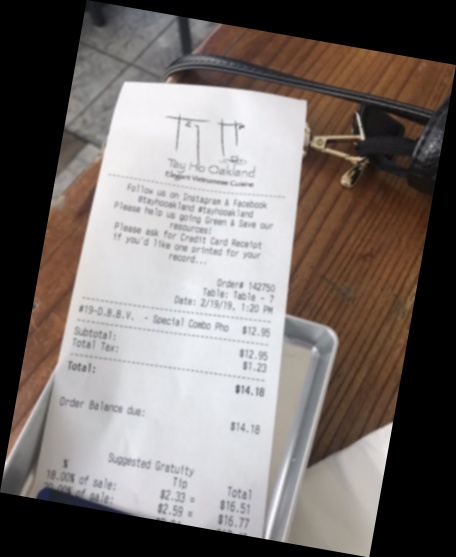 Tay Ho Oakland
Elegant Vietnamese Cuisine
Follow us on Instagram & Facebook
@tayhooakland #tayhooakland
Please help us going Green & Save our
resources!
Please ask for Credit Card Receipt
if you'd like one printed for your
record...
Order# 142750
Table: Table - 7
Date: 2/19/19, 1:20 PM
#19-D.B.B.V. - Special Combo Pho $12.95
Subtotal: $12.95
Total Tax: $1.23
Total: $14.18
Order Balance due: $14.18
Suggested Gratuity
% Tip Total
18.00% of sale: $2.33 = $16.51
of sale: $2.59 = $16.77